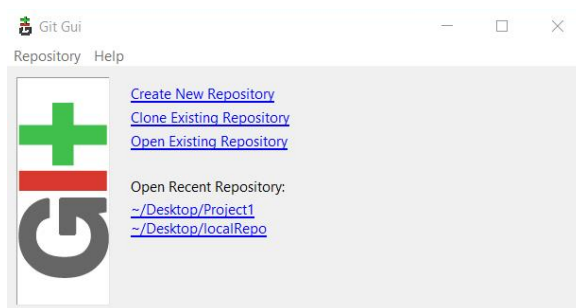 Git Gui
Repository Help
Create New Repository
Clone Existing Repository
Open Existing Repository
Open Recent Repository:
~/Desktop/Project1
~/Desktop/localRepo
GIt